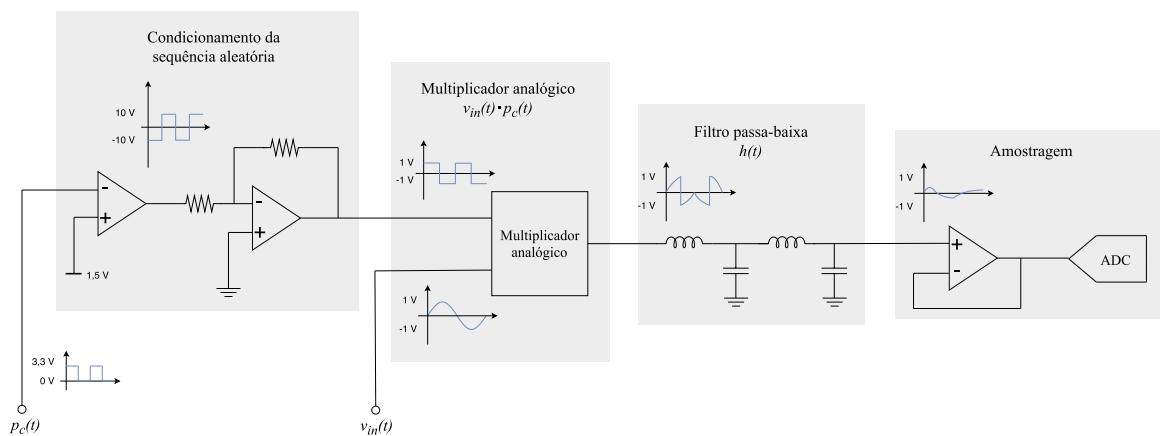 Condicionamento da
sequência aleatória
10 V
-10 V
-
+
1,5 V
-
+
3,3 V
0 V
p_c(t)
Multiplicador analógico
v_in(t)·p_c(t)
1 V
-1 V
Multiplicador
analógico
1 V
-1 V
v_in(t)
Filtro passa-baixa
h(t)
1 V
-1 V
Amostragem
1 V
-1 V
+
-
ADC